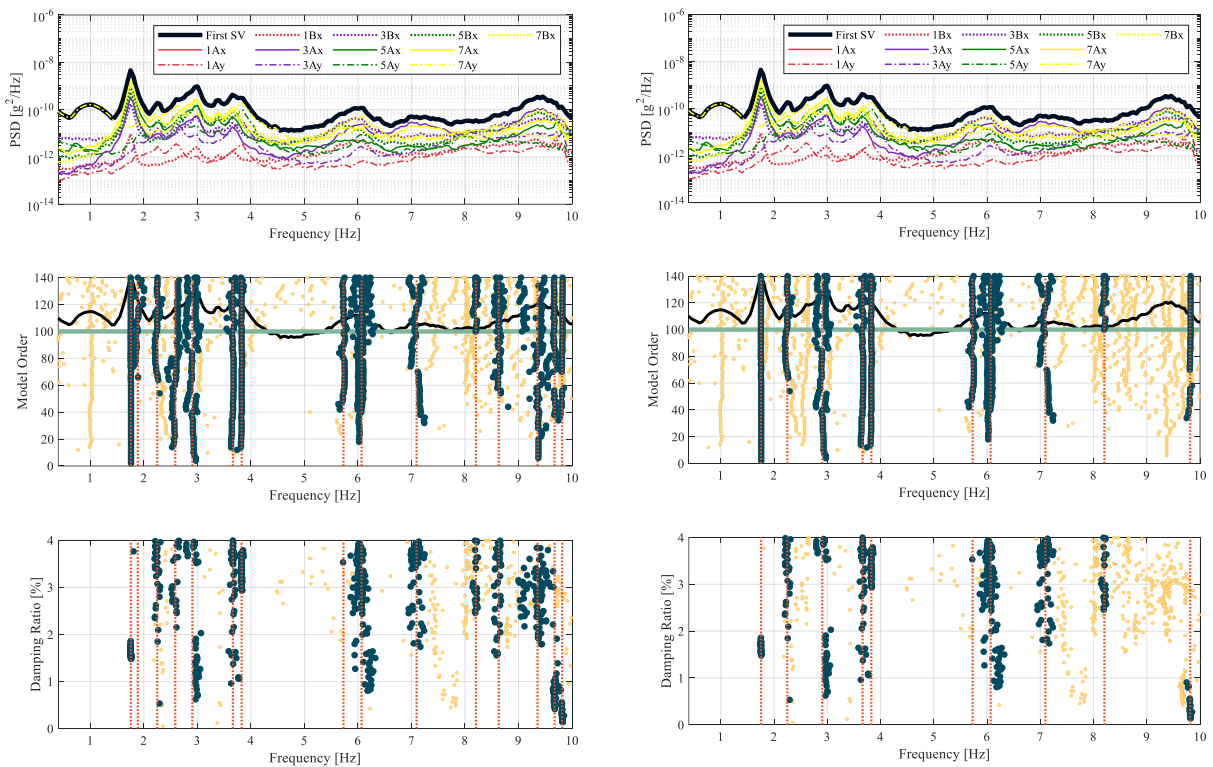 10^-6
10^-8
10^-10
10^-12
10^-14
PSD [g^2/Hz]
First SV 1Bx 3Bx 5Bx 7Bx
1Ax 3Ax 5Ax 7Ax
1Ay 3Ay 5Ay 7Ay
1 2 3 4 5 6 7 8 9 10
Frequency [Hz]
10^-6
10^-8
10^-10
10^-12
10^-14
PSD [g^2/Hz]
First SV 1Bx 3Bx 5Bx 7Bx
1Ax 3Ax 5Ax 7Ax
1Ay 3Ay 5Ay 7Ay
1 2 3 4 5 6 7 8 9 10
Frequency [Hz]
140
120
100
80
60
40
20
0
Model Order
1 2 3 4 5 6 7 8 9 10
Frequency [Hz]
140
120
100
80
60
40
20
0
Model Order
1 2 3 4 5 6 7 8 9 10
Frequency [Hz]
4
3
2
1
0
Damping Ratio [%]
1 2 3 4 5 6 7 8 9 10
Frequency [Hz]
4
3
2
1
0
Damping Ratio [%]
1 2 3 4 5 6 7 8 9 10
Frequency [Hz]